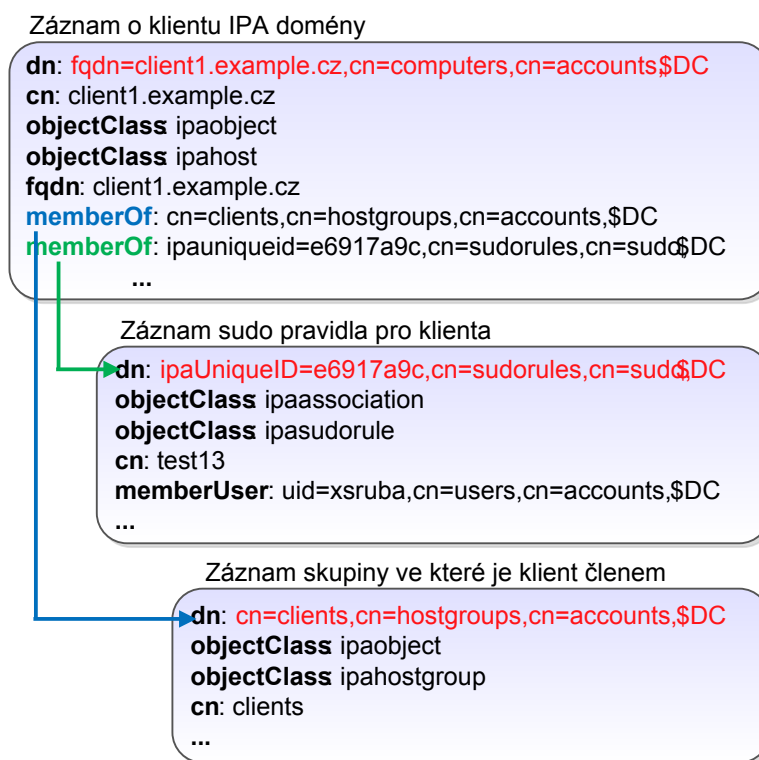 Záznam o klientu IPA domény
dn: fqdn=client1.example.cz,cn=computers,cn=accounts,$DC
cn: client1.example.cz
objectClass: ipaobject
objectClass: ipahost
fqdn: client1.example.cz
memberOf: cn=clients,cn=hostgroups,cn=accounts,$DC
memberOf: ipauniqueid=e6917a9c,cn=sudorules,cn=sudo,$DC
...
Záznam sudo pravidla pro klienta
dn: ipaUniqueID=e6917a9c,cn=sudorules,cn=sudo,$DC
objectClass: ipaassociation
objectClass: ipasudorule
cn: test13
memberUser: uid=xsruba,cn=users,cn=accounts,$DC
...
Záznam skupiny ve které je klient členem
dn: cn=clients,cn=hostgroups,cn=accounts,$DC
objectClass: ipaobject
objectClass: ipahostgroup
cn: clients
...